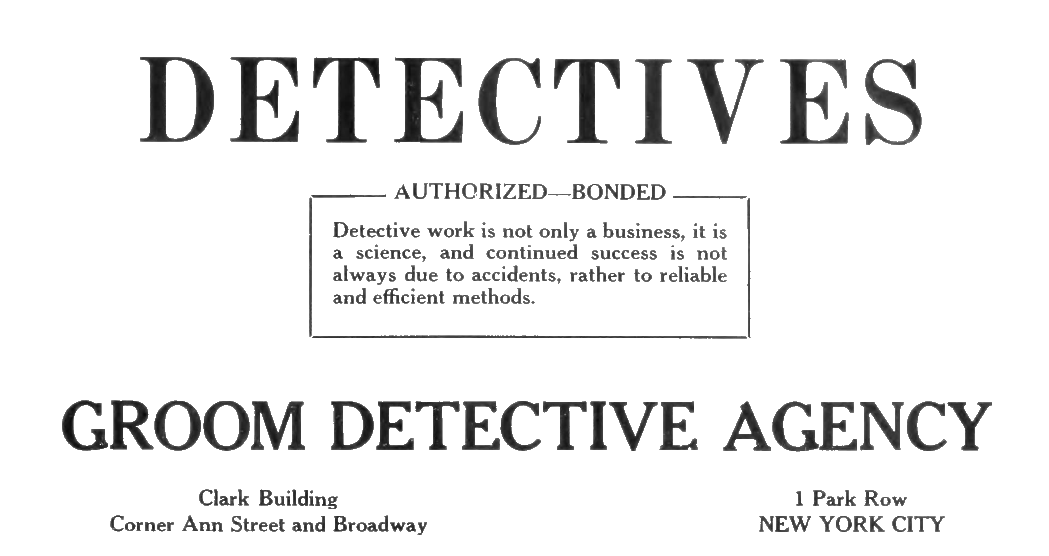 DETECTIVES
AUTHORIZED—BONDED
Detective work is not only a business, it is
a science, and continued success is not
always due to accidents, rather to reliable
and efficient methods.
GROOM DETECTIVE AGENCY
Clark Building
Corner Ann Street and Broadway
1 Park Row
NEW YORK CITY